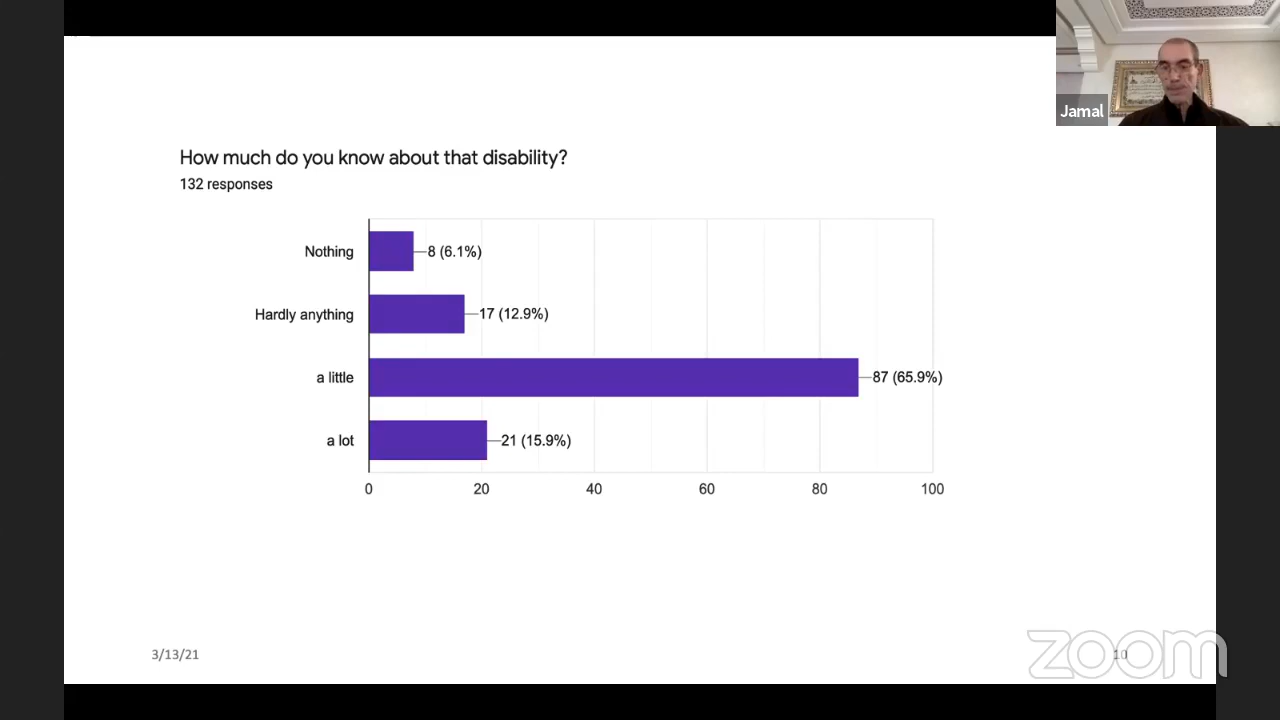 Jamal
How much do you know about that disability?
132 responses
Nothing 8 (6.1%)
Hardly anything 17 (12.9%)
a little 87 (65.9%)
a lot 21 (15.9%)
0 20 40 60 80 100
3/13/21 10
zoom